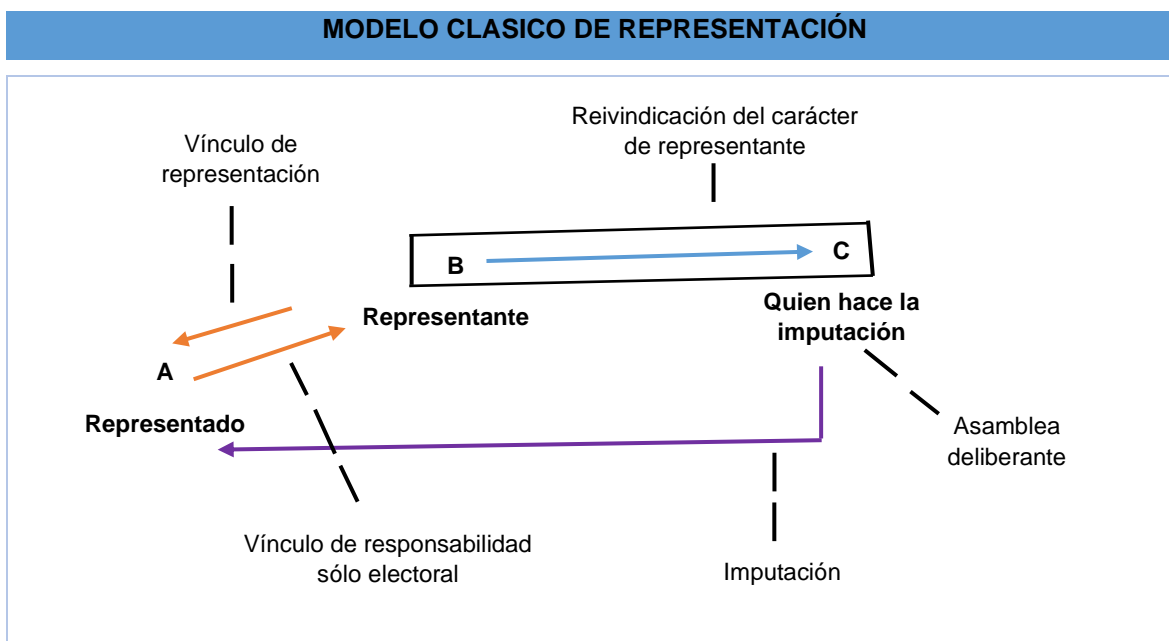 MODELO CLASICO DE REPRESENTACIÓN
Reivindicación del carácter
de representante
Vínculo de
representación
B
C
Representante
Quien hace la
imputación
A
Representado
Asamblea
deliberante
Vínculo de responsabilidad
sólo electoral
Imputación